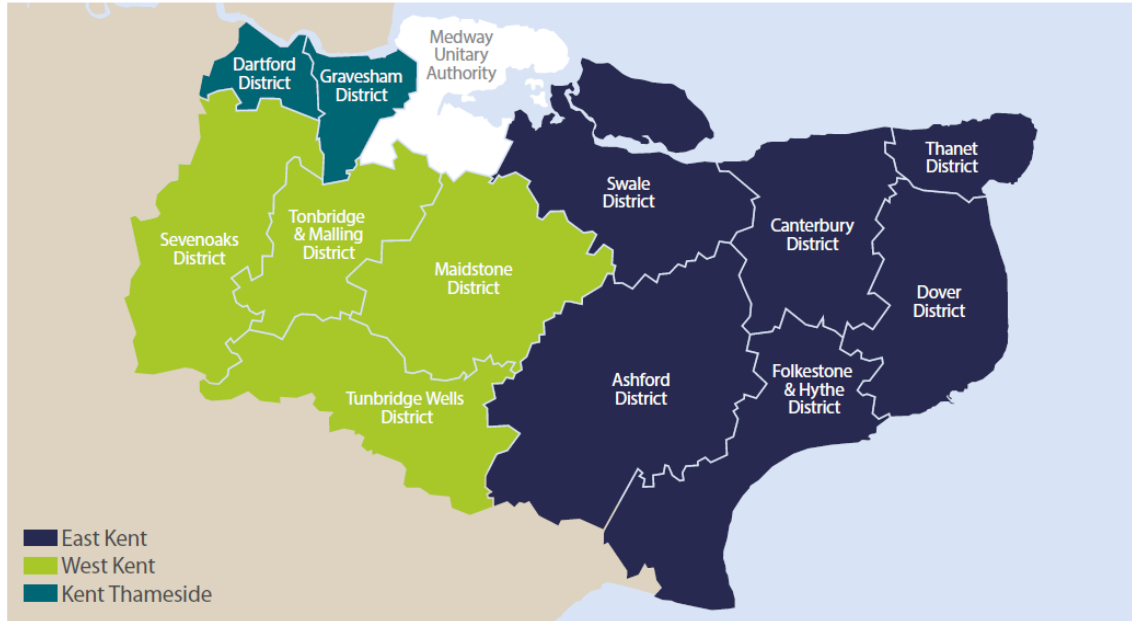 Medway
Unitary
Authority
Dartford
District
Gravesham
District
Thanet
District
Swale
District
Sevenoaks
District
Tonbridge
& Malling
District
Canterbury
District
Maidstone
District
Dover
District
Ashford
District
Folkestone
& Hythe
District
Tunbridge Wells
District
East Kent
West Kent
Kent Thameside